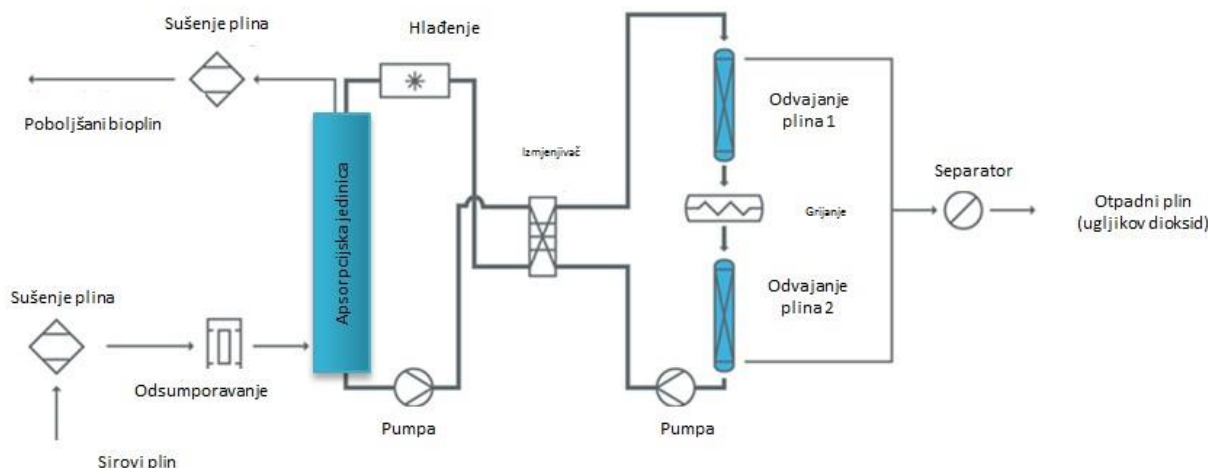 Sušenje plina
Hlađenje
Poboljšani bioplin
Odvajanje
plina 1
Izmjenjivač
Apsorpcijska jedinica
Separator
Grijanje
Otpadni plin
(ugljikov dioksid)
Sušenje plina
Odvajanje
plina 2
Odsumporavanje
Pumpa
Pumpa
Sirovi plin